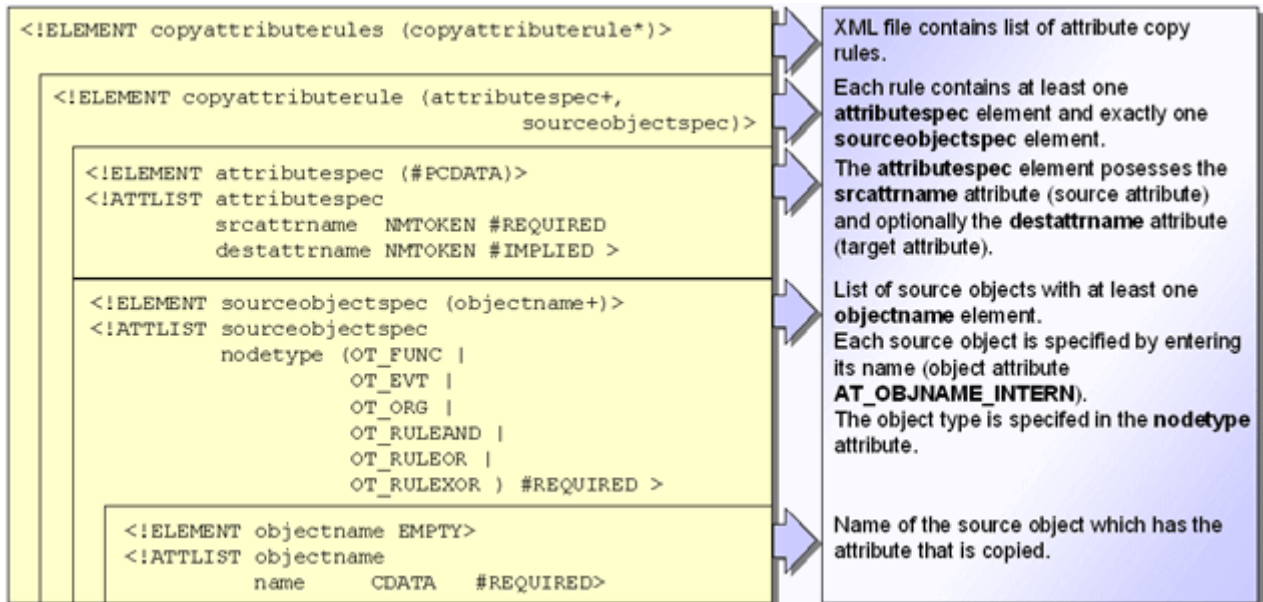 <!ELEMENT copyattributerules (copyattributerule*)>
<!ELEMENT copyattributerule (attributespec+,
sourceobjectspec)>
<!ELEMENT attributespec (#PCDATA)>
<!ATTLIST attributespec
srcattrname NMTOKEN #REQUIRED
destattrname NMTOKEN #IMPLIED >
<!ELEMENT sourceobjectspec (objectname+)>
<!ATTLIST sourceobjectspec
nodetype (OT_FUNC |
OT_EVT |
OT_ORG |
OT_RULEAND |
OT_RULEOR |
OT_RULEXOR ) #REQUIRED >
<!ELEMENT objectname EMPTY>
<!ATTLIST objectname
name CDATA #REQUIRED>
XML file contains list of attribute copy
rules.
Each rule contains at least one
attributespec element and exactly one
sourceobjectspec element.
The attributespec element posesses the
srcattrname attribute (source attribute)
and optionally the destattrname attribute
(target attribute).
List of source objects with at least one
objectname element.
Each source object is specified by entering
its name (object attribute
AT_OBJNAME_INTERN).
The object type is specifed in the nodetype
attribute.
Name of the source object which has the
attribute that is copied.